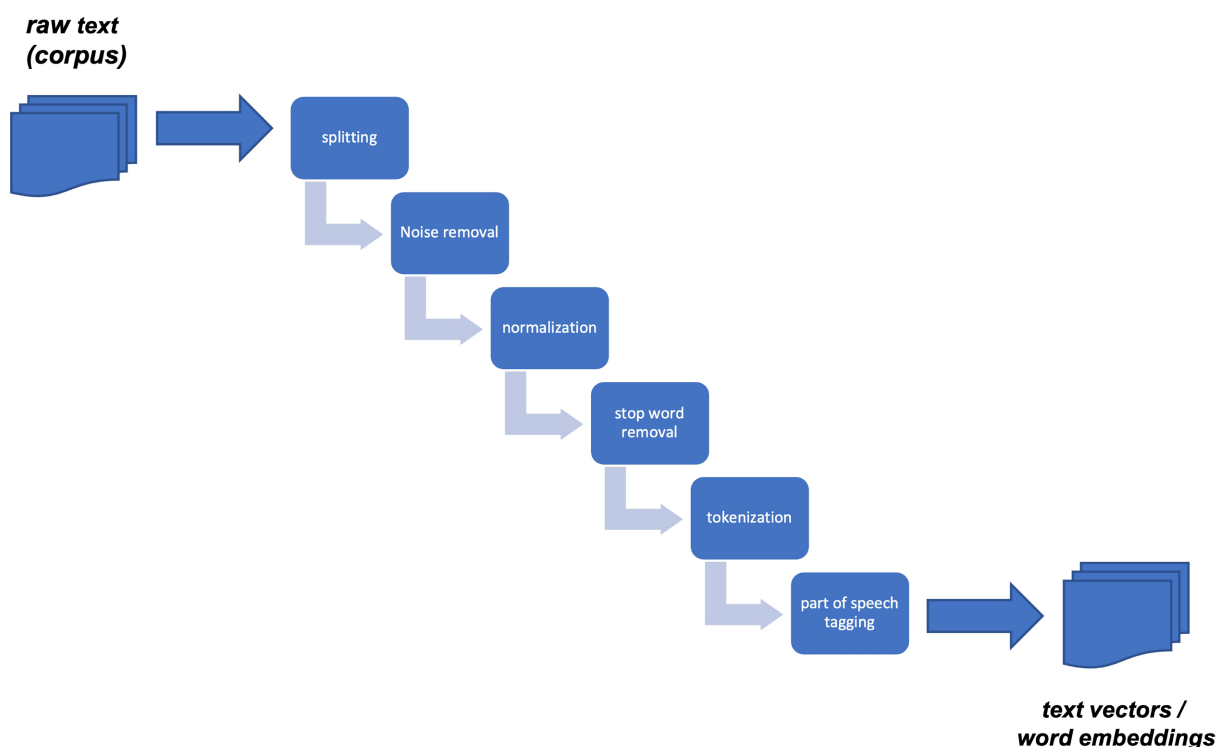 raw text
(corpus)
splitting
Noise removal
normalization
stop word
removal
tokenization
part of speech
tagging
text vectors /
word embeddings